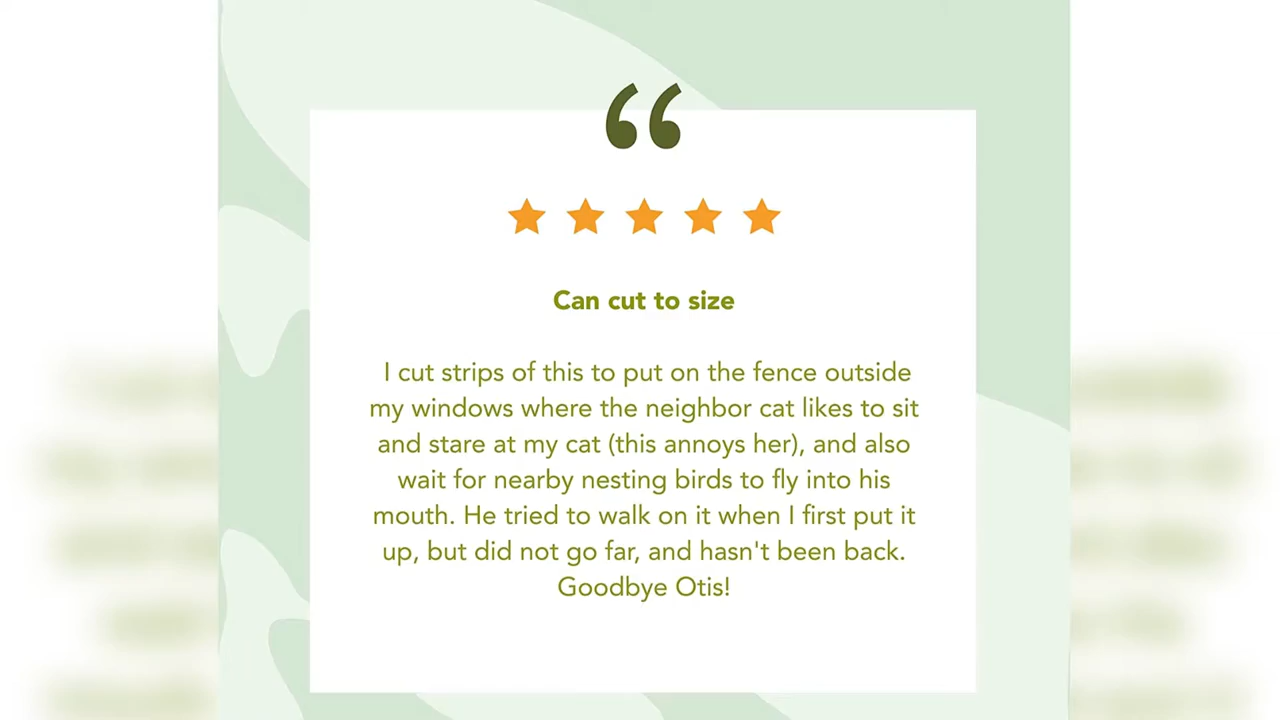 “
Can cut to size
I cut strips of this to put on the fence outside
my windows where the neighbor cat likes to sit
and stare at my cat (this annoys her), and also
wait for nearby nesting birds to fly into his
mouth. He tried to walk on it when I first put it
up, but did not go far, and hasn't been back.
Goodbye Otis!